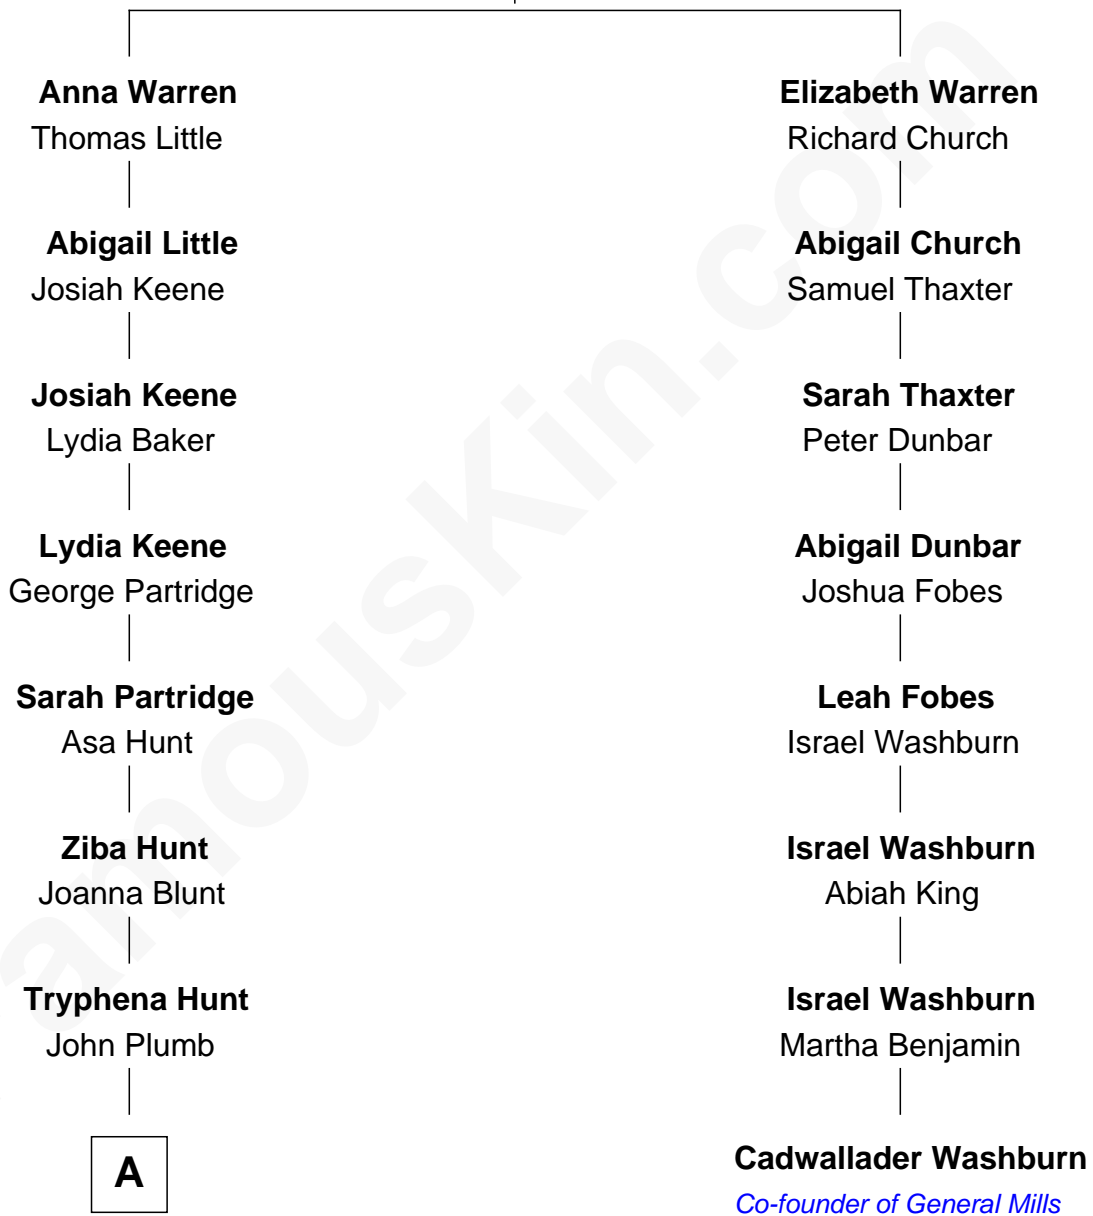 Anna Warren
Thomas Little
Abigail Little
Josiah Keene
Josiah Keene
Lydia Baker
Lydia Keene
George Partridge
Sarah Partridge
Asa Hunt
Ziba Hunt
Joanna Blunt
Tryphena Hunt
John Plumb
A
Elizabeth Warren
Richard Church
Abigail Church
Samuel Thaxter
Sarah Thaxter
Peter Dunbar
Abigail Dunbar
Joshua Fobes
Leah Fobes
Israel Washburn
Israel Washburn
Abiah King
Israel Washburn
Martha Benjamin
Cadwallader Washburn
Co-founder of General Mills
amousKin.com